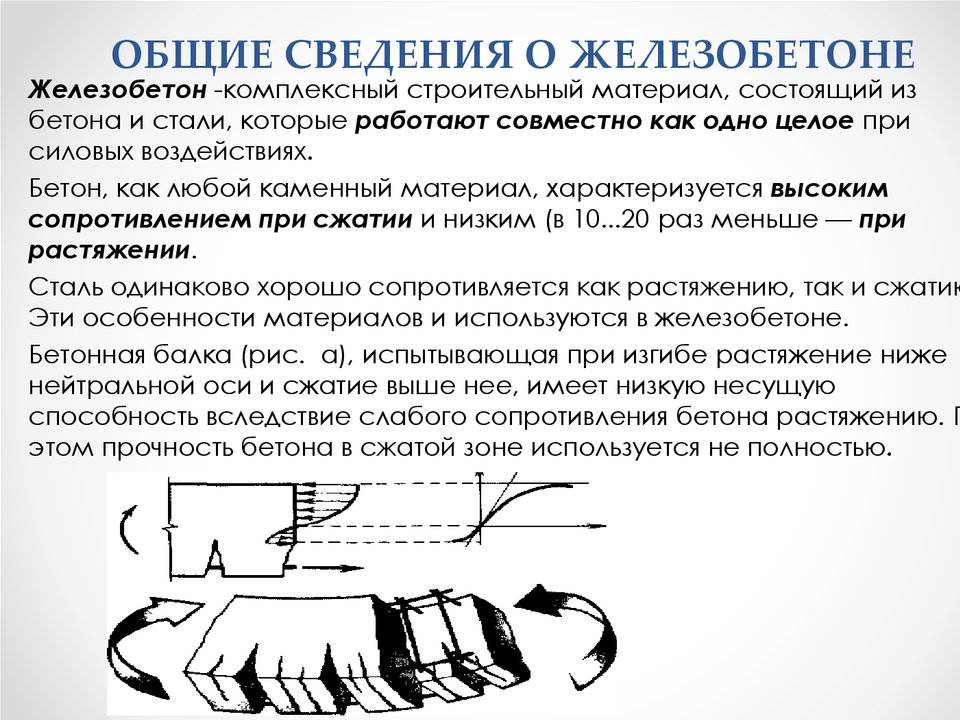 ОБЩИЕ СВЕДЕНИЯ О ЖЕЛЕЗОБЕТОНЕ
Железобетон -комплексный строительный материал, состоящий из
бетона и стали, которые работают совместно как одно целое при
силовых воздействиях.
Бетон, как любой каменный материал, характеризуется высоким
сопротивлением при сжатии и низким (в 10...20 раз меньше — при
растяжении.
Сталь одинаково хорошо сопротивляется как растяжению, так и
Эти особенности материалов и используются в железобетоне.
Бетонная балка (рис. а), испытывающая при изгибе растяжение ниже
нейтральной оси и сжатие выше нее, имеет низкую несущую
способность вследствие слабого сопротивления бетона растяжению.
этом прочность бетона в сжатой зоне используется не полностью.